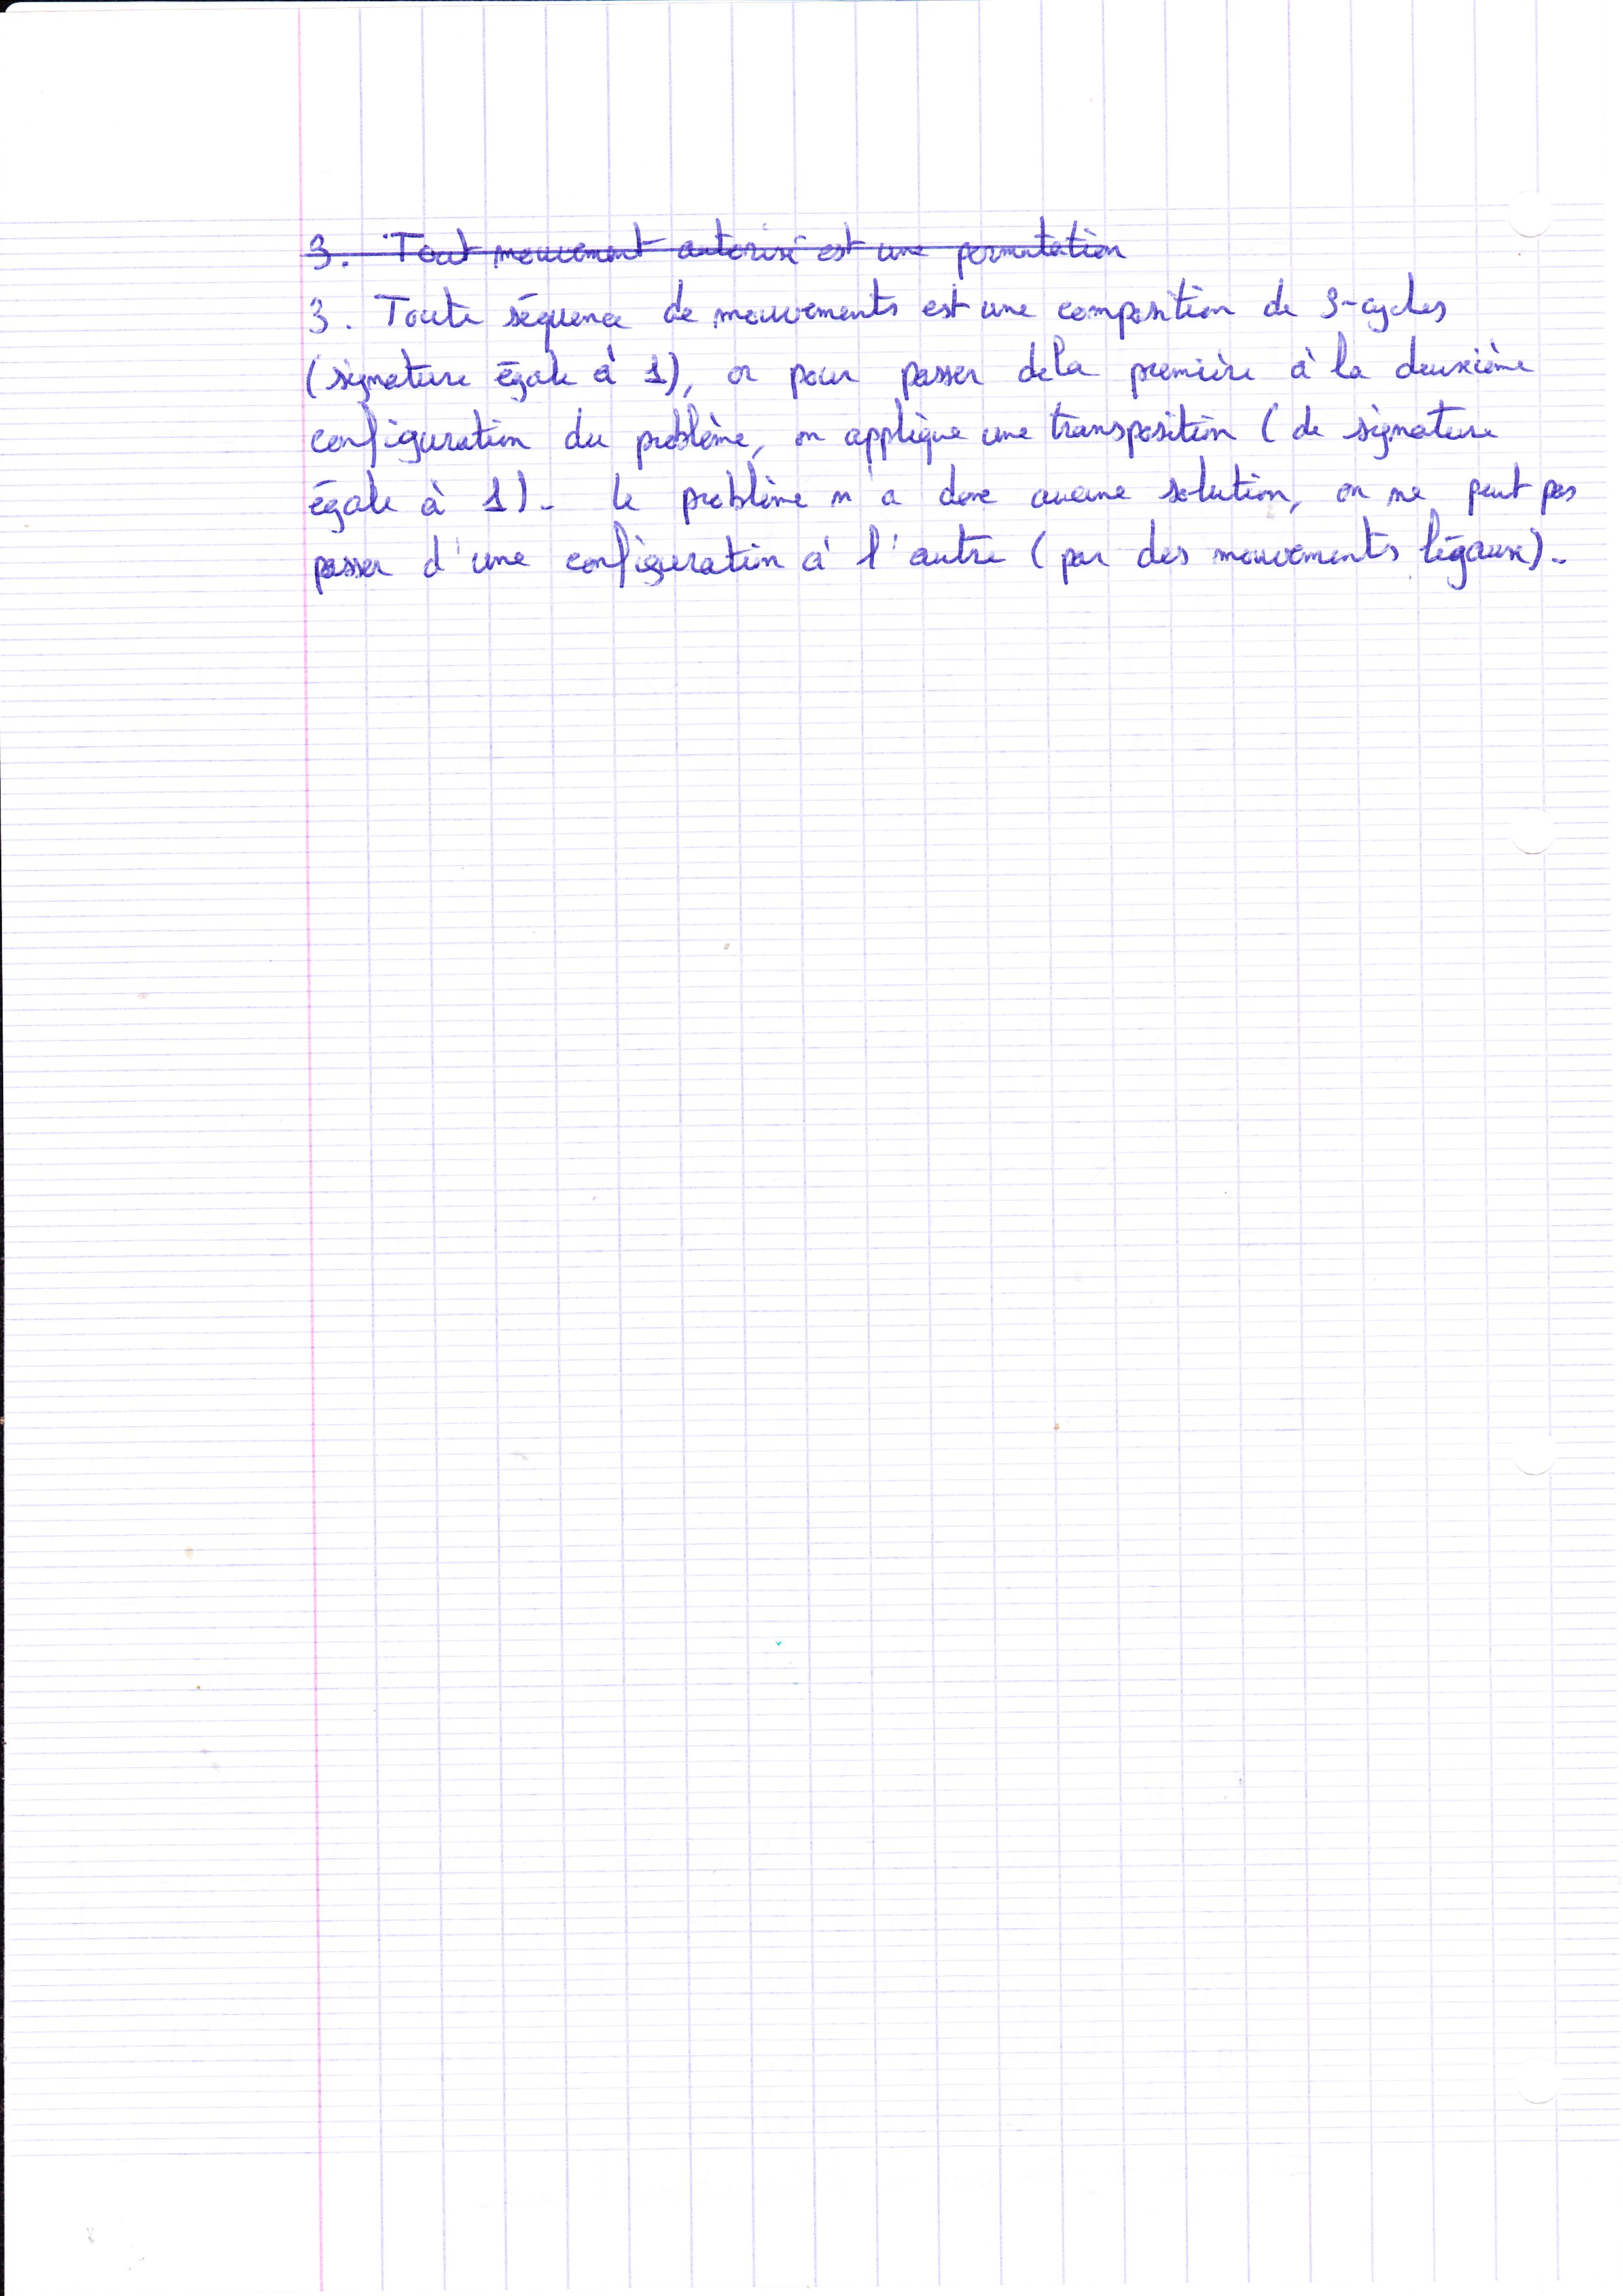 3. Tout mouvement autorisé est une permutation
3. Toute séquence de mouvements est une composition de 3-cycles
(signature égale à 1), or pour passer de la première à la deuxième
configuration du problème, on applique une transposition (de signature
égale à 1). Le problème n'a donc aucune solution, on ne peut pas
passer d'une configuration à l'autre (par des mouvements légaux).